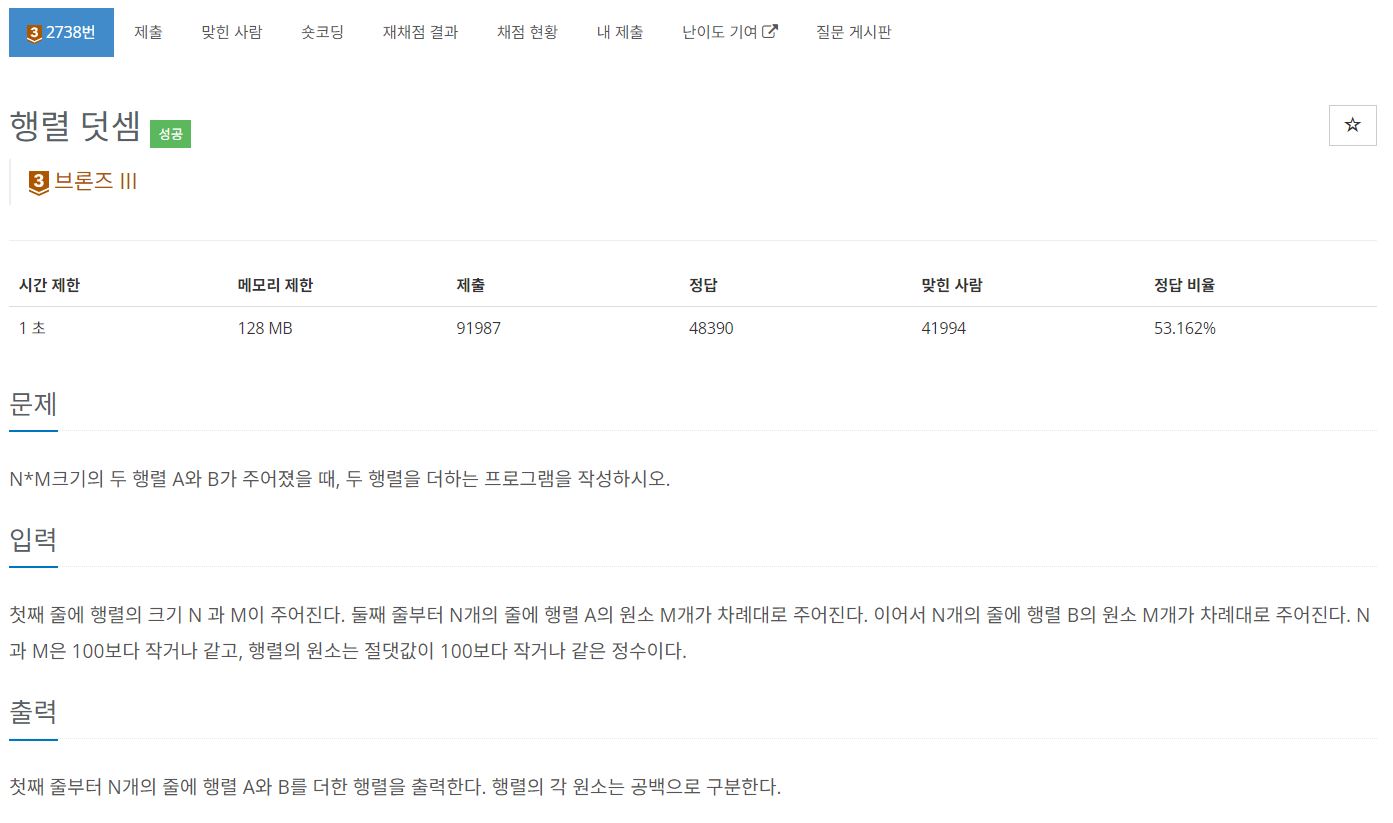 3 2738번 제출 맞힌 사람 숏코딩 재채점 결과 채점 현황 내 제출 난이도 기여 질문 게시판
행렬 덧셈 성공
3 브론즈 III
시간 제한 메모리 제한 제출 정답 맞힌 사람 정답 비율
1 초 128 MB 91987 48390 41994 53.162%
문제
N*M크기의 두 행렬 A와 B가 주어졌을 때, 두 행렬을 더하는 프로그램을 작성하시오.
입력
첫째 줄에 행렬의 크기 N 과 M이 주어진다. 둘째 줄부터 N개의 줄에 행렬 A의 원소 M개가 차례대로 주어진다. 이어서 N개의 줄에 행렬 B의 원소 M개가 차례대로 주어진다. N
과 M은 100보다 작거나 같고, 행렬의 원소는 절댓값이 100보다 작거나 같은 정수이다.
출력
첫째 줄부터 N개의 줄에 행렬 A와 B를 더한 행렬을 출력한다. 행렬의 각 원소는 공백으로 구분한다.